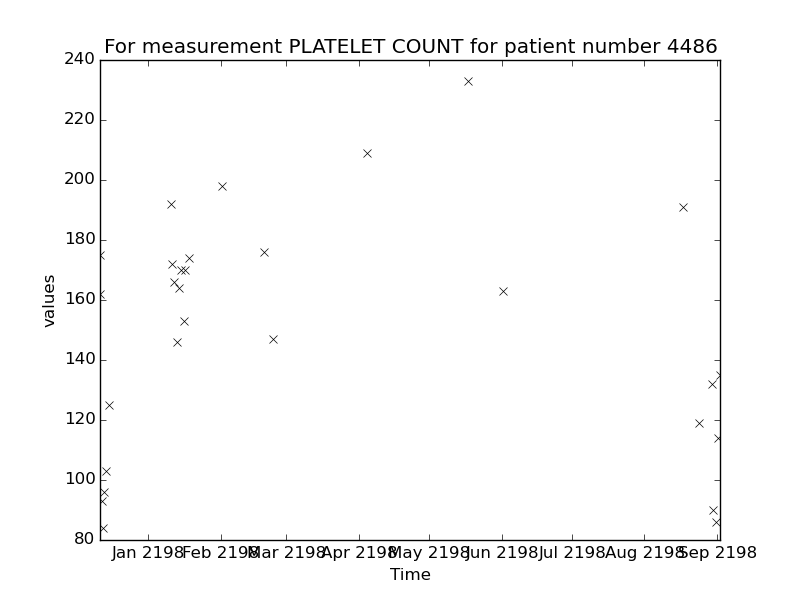 For measurement PLATELET COUNT for patient number 4486
240
220
200
180
160
140
120
100
80
values
Jan 2198 Feb 2198 Mar 2198 Apr 2198 May 2198 Jun 2198 Jul 2198 Aug 2198 Sep 2198
Time